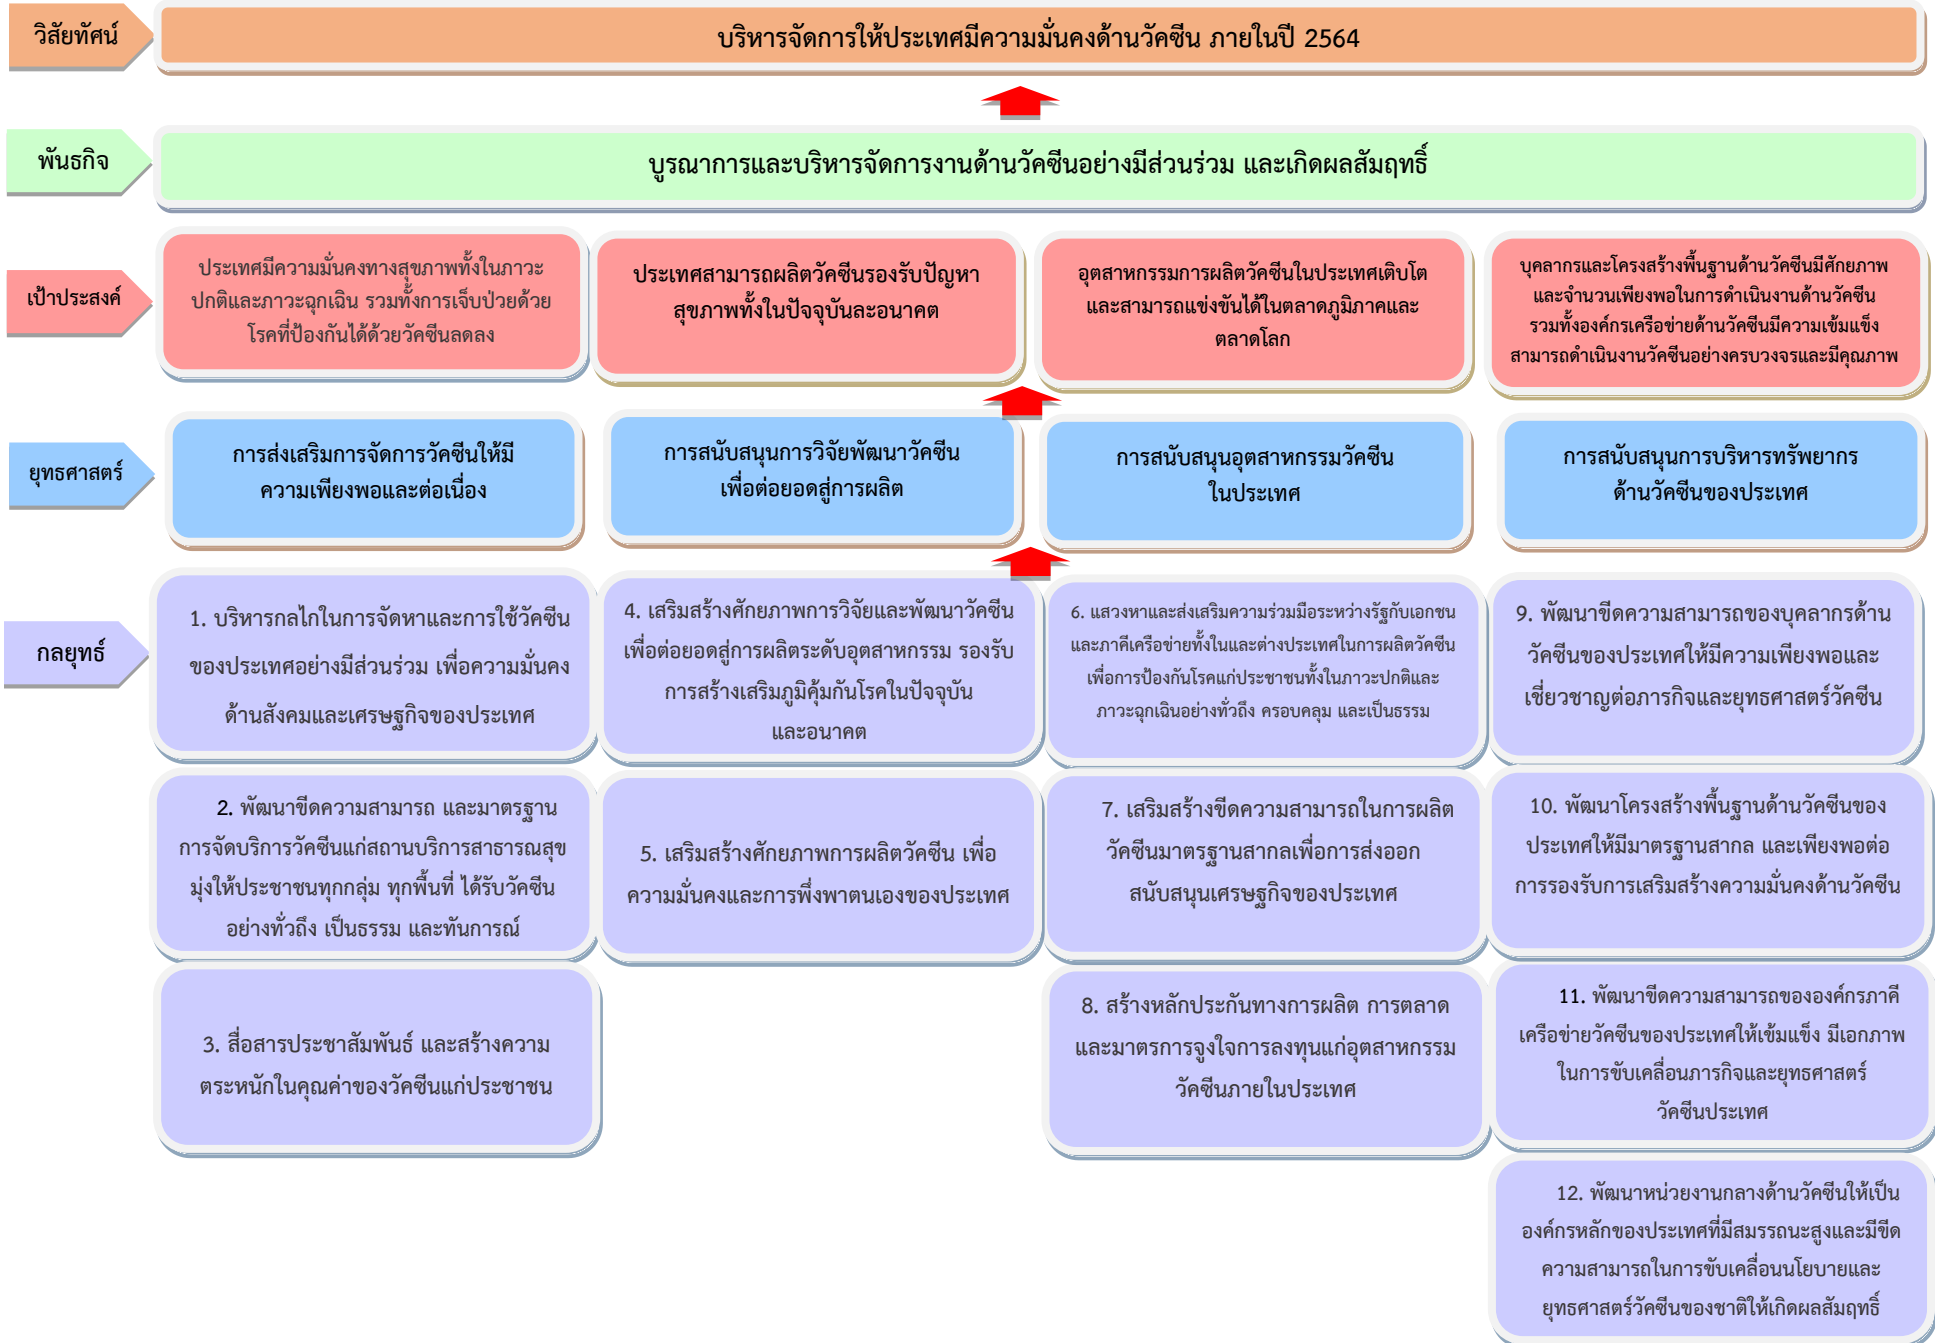 วิสัยทัศน์
บริหารจัดการให้ประเทศมีความมั่นคงด้านวัคซีน ภายในปี 2564
พันธกิจ
บูรณาการและบริหารจัดการงานด้านวัคซีนอย่างมีส่วนร่วม และเกิดผลสัมฤทธิ์
เป้าประสงค์
ประเทศมีความมั่นคงทางสุขภาพทั้งในภาวะ
ปกติและภาวะฉุกเฉิน รวมทั้งการเจ็บป่วยด้วย
โรคที่ป้องกันได้ด้วยวัคซีนลดลง
ประเทศสามารถผลิตวัคซีนรองรับปัญหา
สุขภาพทั้งในปัจจุบันละอนาคต
อุตสาหกรรมการผลิตวัคซีนในประเทศเติบโต
และสามารถแข่งขันได้ในตลาดภูมิภาคและ
ตลาดโลก
บุคลากรและโครงสร้างพื้นฐานด้านวัคซีนมีศักยภาพ
และจำนวนเพียงพอในการดำเนินงานด้านวัคซีน
รวมทั้งองค์กรเครือข่ายด้านวัคซีนมีความเข้มแข็ง
สามารถดำเนินงานวัคซีนอย่างครบวงจรและมีคุณภาพ
ยุทธศาสตร์
การส่งเสริมการจัดการวัคซีนให้มี
ความเพียงพอและต่อเนื่อง
การสนับสนุนการวิจัยพัฒนาวัคซีน
เพื่อต่อยอดสู่การผลิต
การสนับสนุนอุตสาหกรรมวัคซีน
ในประเทศ
การสนับสนุนการบริหารทรัพยากร
ด้านวัคซีนของประเทศ
กลยุทธ์
1. บริหารกลไกในการจัดหาและการใช้วัคซีน
ของประเทศอย่างมีส่วนร่วม เพื่อความมั่นคง
ด้านสังคมและเศรษฐกิจของประเทศ
2. พัฒนาขีดความสามารถ และมาตรฐาน
การจัดบริการวัคซีนแก่สถานบริการสาธารณสุข
มุ่งให้ประชาชนทุกกลุ่ม ทุกพื้นที่ ได้รับวัคซีน
อย่างทั่วถึง เป็นธรรม และทันการณ์
3. สื่อสารประชาสัมพันธ์ และสร้างความ
ตระหนักในคุณค่าของวัคซีนแก่ประชาชน
4. เสริมสร้างศักยภาพการวิจัยและพัฒนาวัคซีน
เพื่อต่อยอดสู่การผลิตระดับอุตสาหกรรม รองรับ
การสร้างเสริมภูมิคุ้มกันโรคในปัจจุบัน
และอนาคต
5. เสริมสร้างศักยภาพการผลิตวัคซีน เพื่อ
ความมั่นคงและการพึ่งพาตนเองของประเทศ
6. แสวงหาและส่งเสริมความร่วมมือระหว่างรัฐกับเอกชน
และภาคีเครือข่ายทั้งในและต่างประเทศในการผลิตวัคซีน
เพื่อการป้องกันโรคแก่ประชาชนทั้งในภาวะปกติและ
ภาวะฉุกเฉินอย่างทั่วถึง ครอบคลุม และเป็นธรรม
7. เสริมสร้างขีดความสามารถในการผลิต
วัคซีนมาตรฐานสากลเพื่อการส่งออก
สนับสนุนเศรษฐกิจของประเทศ
8. สร้างหลักประกันทางการผลิต การตลาด
และมาตรการจูงใจการลงทุนแก่อุตสาหกรรม
วัคซีนภายในประเทศ
9. พัฒนาขีดความสามารถของบุคลากรด้าน
วัคซีนของประเทศให้มีความเพียงพอและ
เชี่ยวชาญต่อภารกิจและยุทธศาสตร์วัคซีน
10. พัฒนาโครงสร้างพื้นฐานด้านวัคซีนของ
ประเทศให้มีมาตรฐานสากล และเพียงพอต่อ
การรองรับการเสริมสร้างความมั่นคงด้านวัคซีน
11. พัฒนาขีดความสามารถขององค์กรภาคี
เครือข่ายวัคซีนของประเทศให้เข้มแข็ง มีเอกภาพ
ในการขับเคลื่อนภารกิจและยุทธศาสตร์
วัคซีนประเทศ
12. พัฒนาหน่วยงานกลางด้านวัคซีนให้เป็น
องค์กรหลักของประเทศที่มีสมรรถนะสูงและมีขีด
ความสามารถในการขับเคลื่อนนโยบายและ
ยุทธศาสตร์วัคซีนของชาติให้เกิดผลสัมฤทธิ์